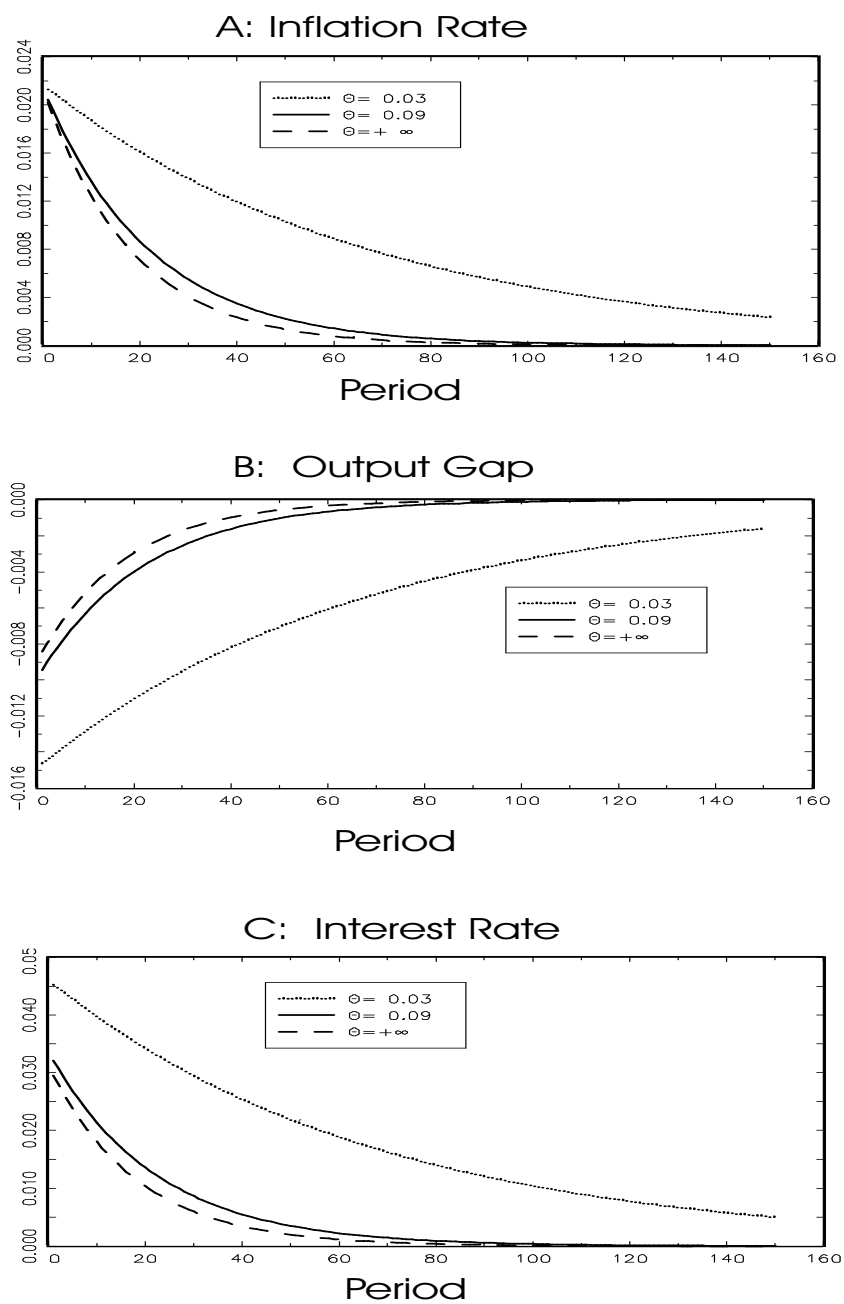 A: Inflation Rate
0.024
0.020
0.016
0.012
0.008
0.004
0.000
Θ= 0.03
Θ= 0.09
Θ=+ ∞
0 20 40 60 80 100 120 140 160
Period
B: Output Gap
0.000
-0.004
-0.008
-0.012
-0.016
Θ= 0.03
Θ= 0.09
Θ=+∞
0 20 40 60 80 100 120 140 160
Period
C: Interest Rate
0.05
0.040
0.030
0.020
0.010
0.000
Θ= 0.03
Θ= 0.09
Θ=+∞
0 20 40 60 80 100 120 140 160
Period